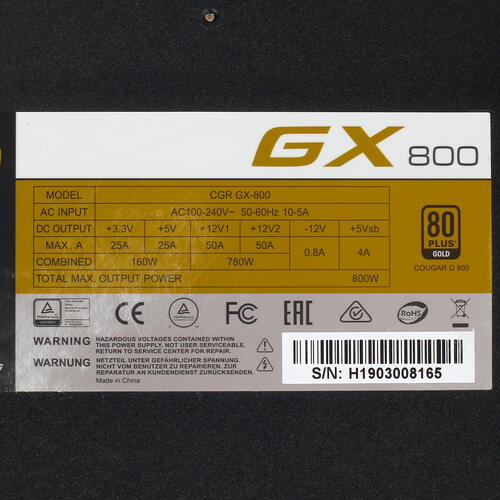 GX 800
MODEL CGR GX-800
AC INPUT AC100-240V~ 50-60Hz 10-5A
DC OUTPUT +3.3V +5V +12V1 +12V2 -12V +5Vsb
MAX. A 25A 25A 50A 50A 0.8A 4A
COMBINED 160W 780W
TOTAL MAX. OUTPUT POWER 800W
80
PLUS
GOLD
COUGAR G 800
CE FC EAC RoHS
WARNING HAZARDOUS VOLTAGES CONTAINED WITHIN
THIS POWER SUPPLY, NOT USER SERVICEABLE.
RETURN TO SERVICE CENTER FOR REPAIR.
WARNUNG NETZTEIL UNTER GEFÄHRLICHER SPANNUNG.
NICHT VOM BENUTZER ZU REPARIEREN. ZUR
REPARATUR AN KUNDENDIENST ZURÜCKSENDEN.
Made in China
S/N: H1903008165